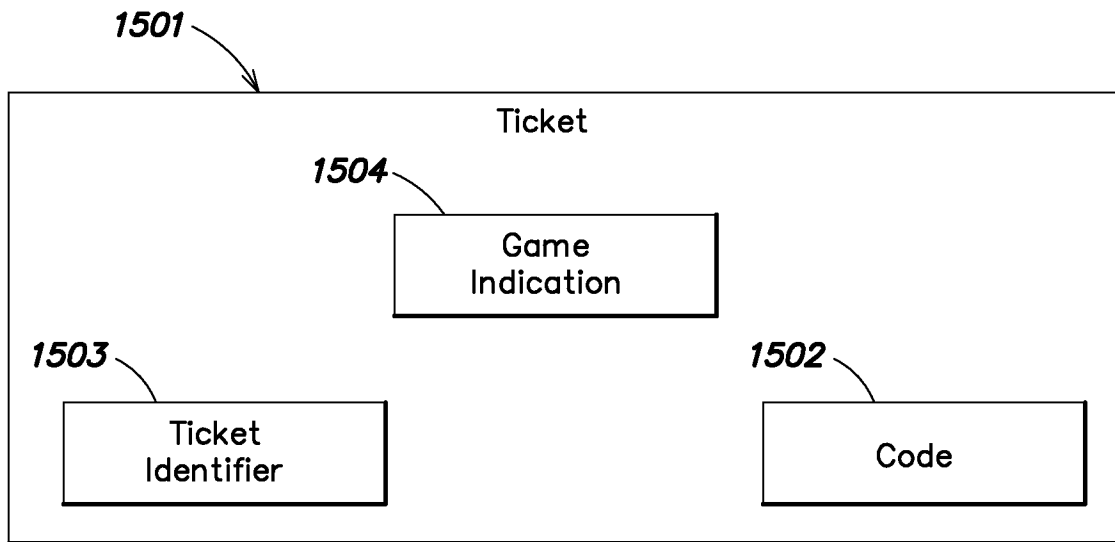 1501
Ticket
1504
Game
Indication
1503
Ticket
Identifier
1502
Code